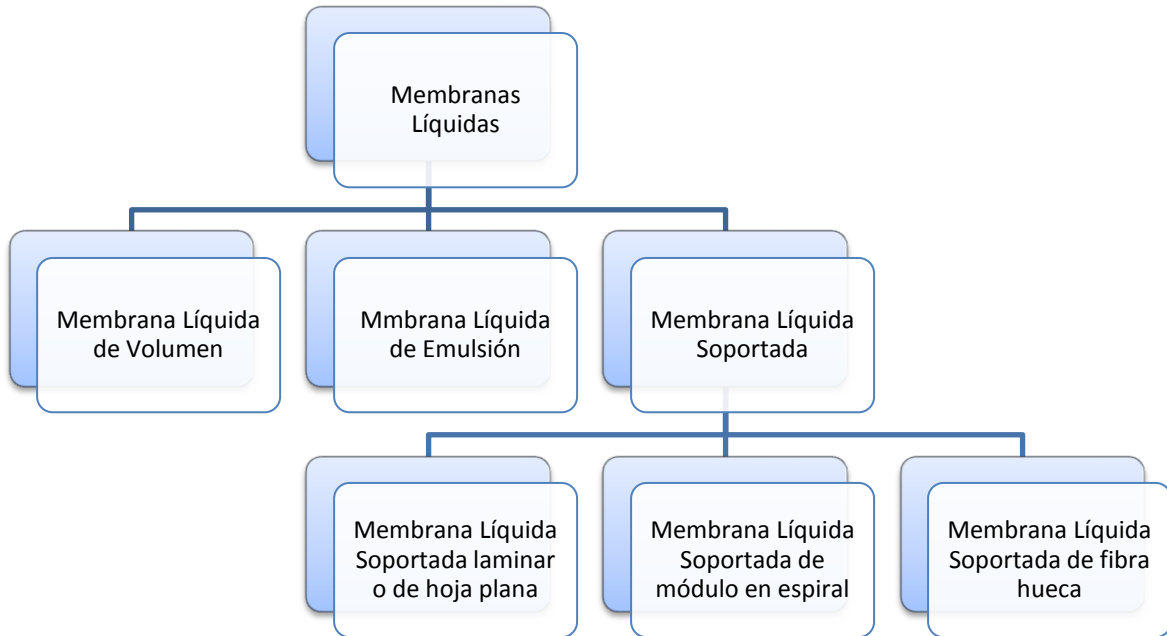 Membranas
Líquidas
Membrana Líquida
de Volumen
Mmbrana Líquida
de Emulsión
Membrana Líquida
Soportada
Membrana Líquida
Soportada laminar
o de hoja plana
Membrana Líquida
Soportada de
módulo en espiral
Membrana Líquida
Soportada de fibra
hueca